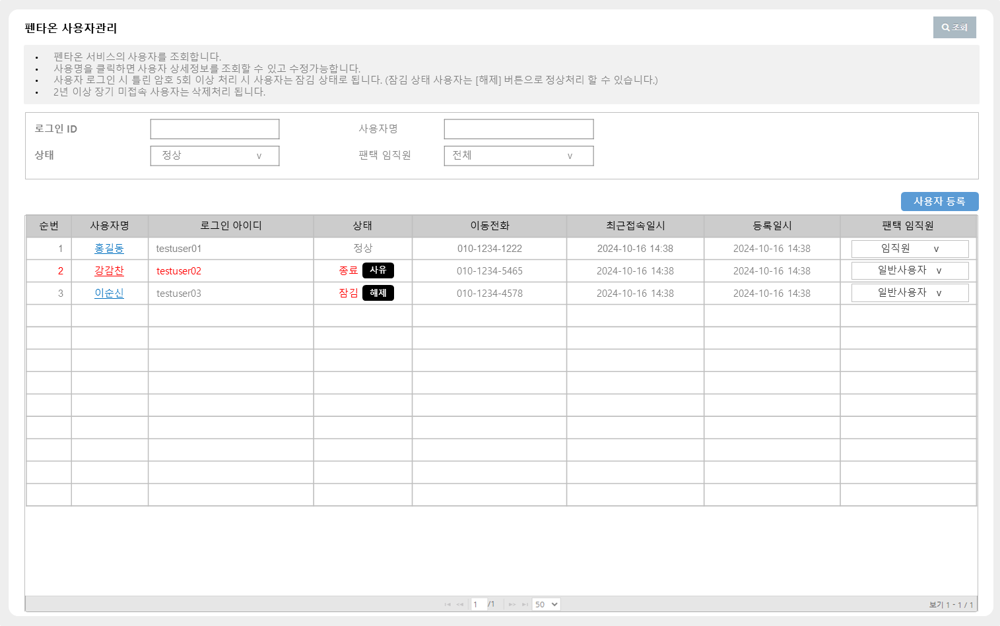 펜타온 사용자관리
조회
• 펜타온 서비스의 사용자를 조회합니다.
• 사용명을 클릭하면 사용자 상세정보를 조회할 수 있고 수정가능합니다.
• 사용자 로그인 시 틀린 암호 5회 이상 처리 시 사용자는 잠김 상태로 됩니다. (잠김 상태 사용자는 [해제] 버튼으로 정상처리 할 수 있습니다.)
• 2년 이상 장기 미접속 사용자는 삭제처리 됩니다.
로그인 ID 사용자명
상태 정상 v 팬택 임직원 전체 v
사용자 등록
순번 사용자명 로그인 아이디 상태 이동전화 최근접속일시 등록일시 팬택 임직원
1 홍길동 testuser01 정상 010-1234-1222 2024-10-16 14:38 2024-10-16 14:38 임직원 v
2 강감찬 testuser02 종료 사유 010-1234-5465 2024-10-16 14:38 2024-10-16 14:38 일반사용자 v
3 이순신 testuser03 잠김 해제 010-1234-4578 2024-10-16 14:38 2024-10-16 14:38 일반사용자 v
1 /1 50 보기 1 - 1 / 1